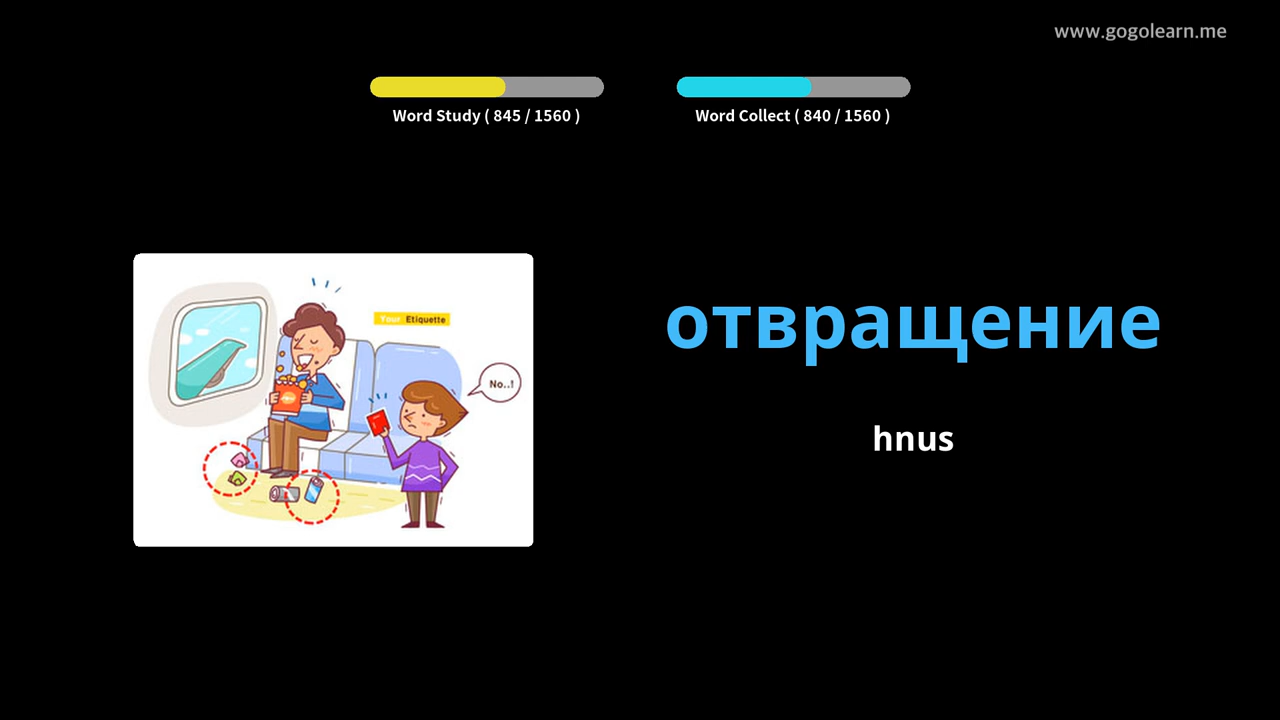 www.gogolearn.me
Word Study ( 845 / 1560 )
Word Collect ( 840 / 1560 )
Your Etiquette
No..!
отвращение
hnus